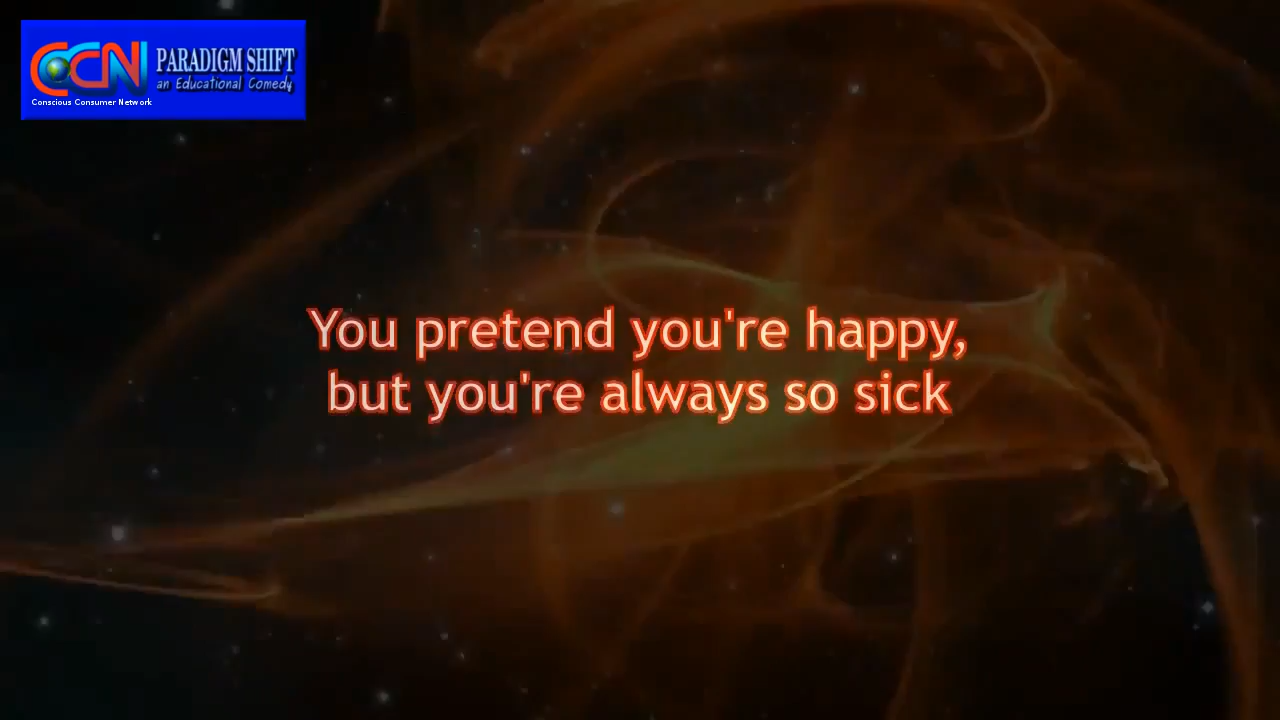 CCN PARADIGM SHIFT
an Educational Comedy
Conscious Consumer Network
You pretend you're happy,
but you're always so sick